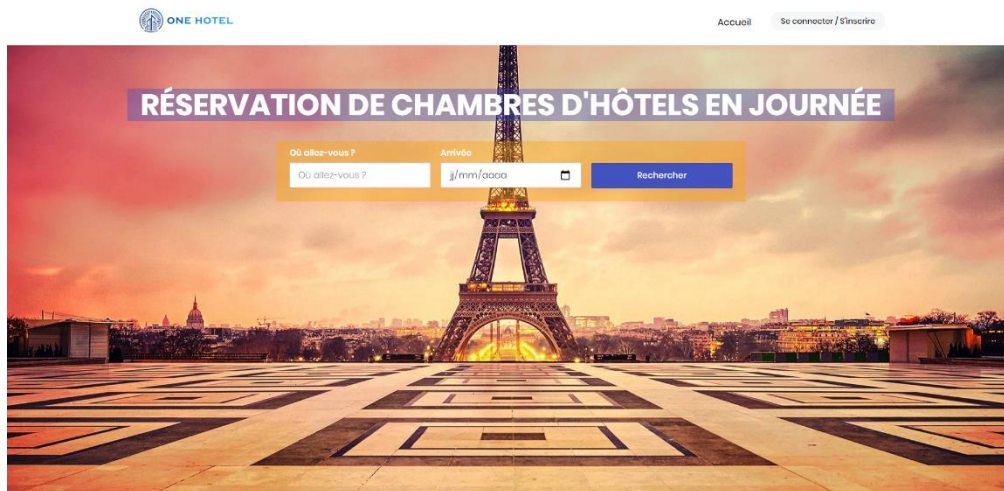 ONE HOTEL
Accueil
Se connecter / S'inscrire
RÉSERVATION DE CHAMBRES D'HÔTELS EN JOURNÉE
Où allez-vous ?
Arrivée
Où allez-vous ?
jj/mm/aaaa
Rechercher